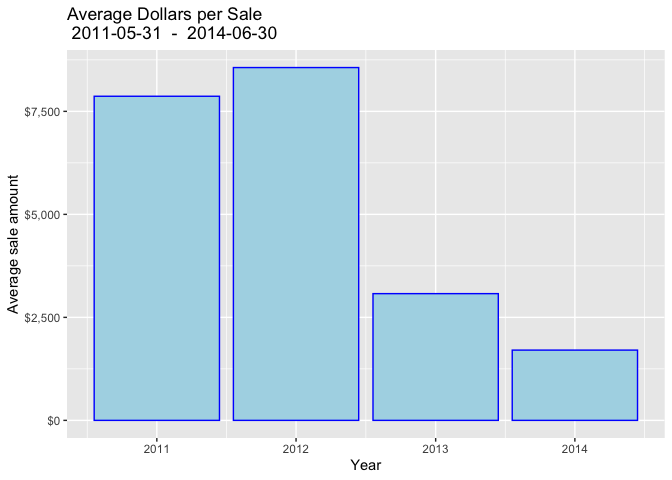 Average Dollars per Sale
2011-05-31  -  2014-06-30
Average sale amount
$7,500
$5,000
$2,500
$0
2011 2012 2013 2014
Year